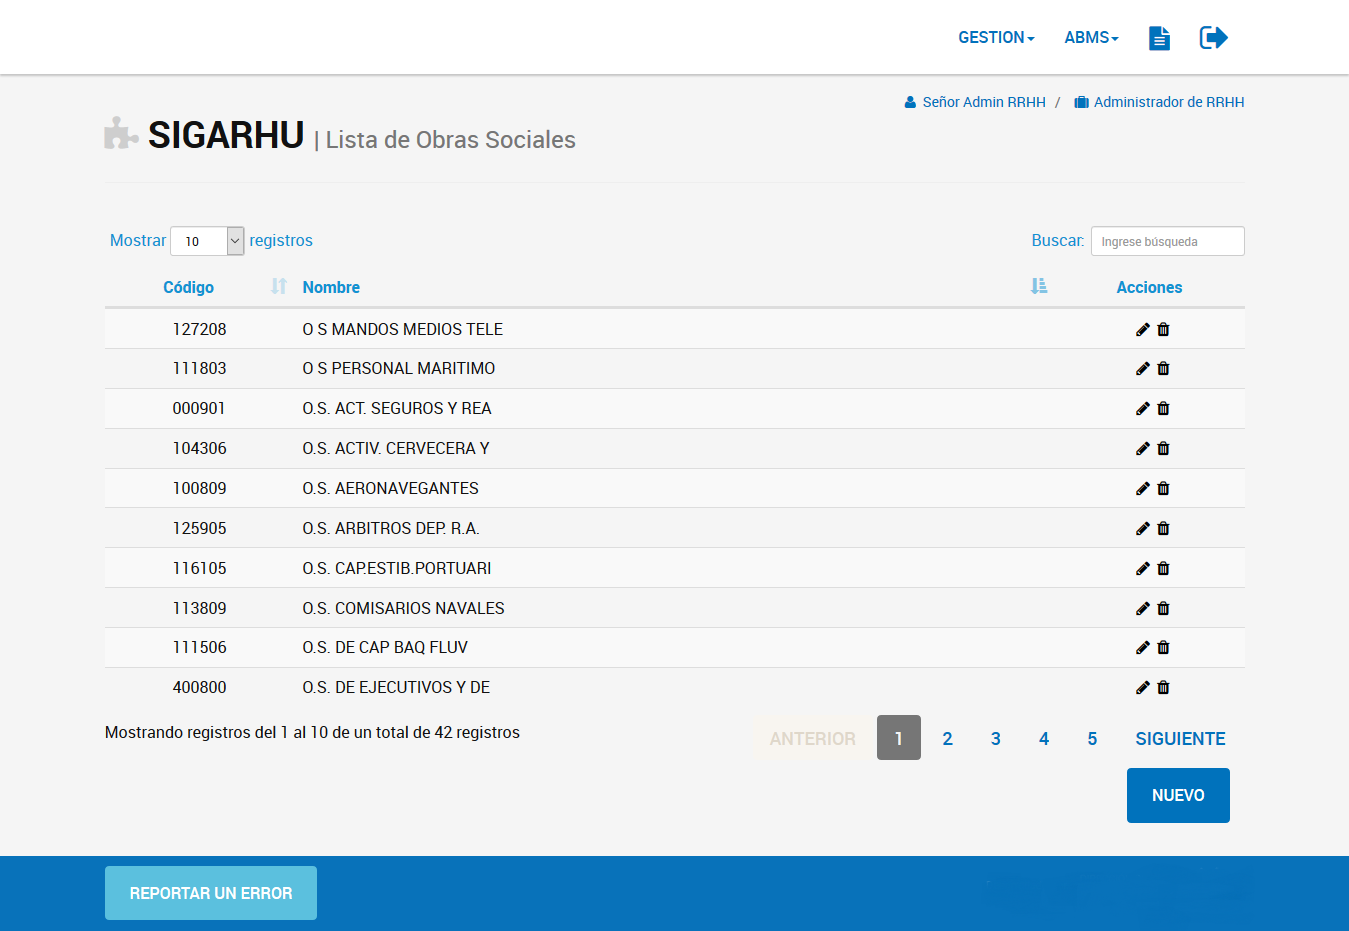 GESTION ABMS
Señor Admin RRHH / Administrador de RRHH
SIGARHU | Lista de Obras Sociales
Mostrar 10 registros Buscar: Ingrese búsqueda
Código Nombre Acciones
127208 O S MANDOS MEDIOS TELE
111803 O S PERSONAL MARITIMO
000901 O.S. ACT. SEGUROS Y REA
104306 O.S. ACTIV. CERVECERA Y
100809 O.S. AERONAVEGANTES
125905 O.S. ARBITROS DEP. R.A.
116105 O.S. CAP.ESTIB.PORTUARI
113809 O.S. COMISARIOS NAVALES
111506 O.S. DE CAP BAQ FLUV
400800 O.S. DE EJECUTIVOS Y DE
Mostrando registros del 1 al 10 de un total de 42 registros ANTERIOR 1 2 3 4 5 SIGUIENTE
NUEVO
REPORTAR UN ERROR